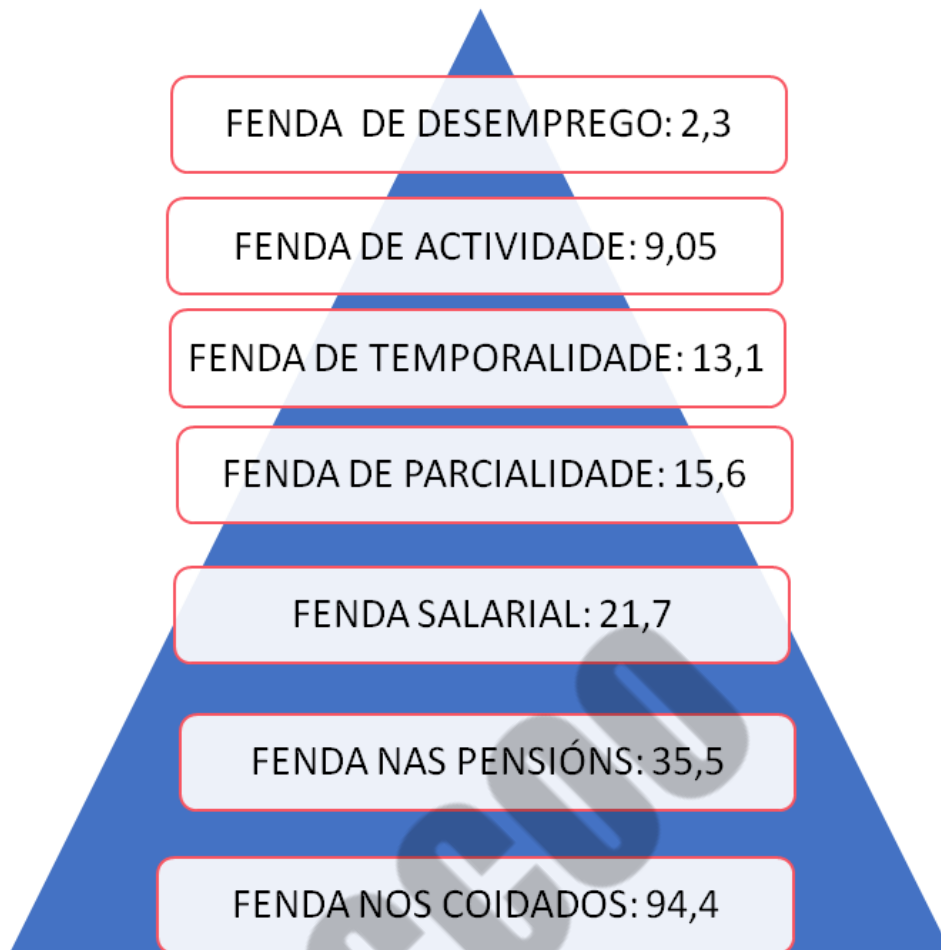 FENDA DE DESEMPREGO: 2,3
FENDA DE ACTIVIDADE: 9,05
FENDA DE TEMPORALIDADE: 13,1
FENDA DE PARCIALIDADE: 15,6
FENDA SALARIAL: 21,7
FENDA NAS PENSIÓNS: 35,5
FENDA NOS COIDADOS: 94,4
CCOO